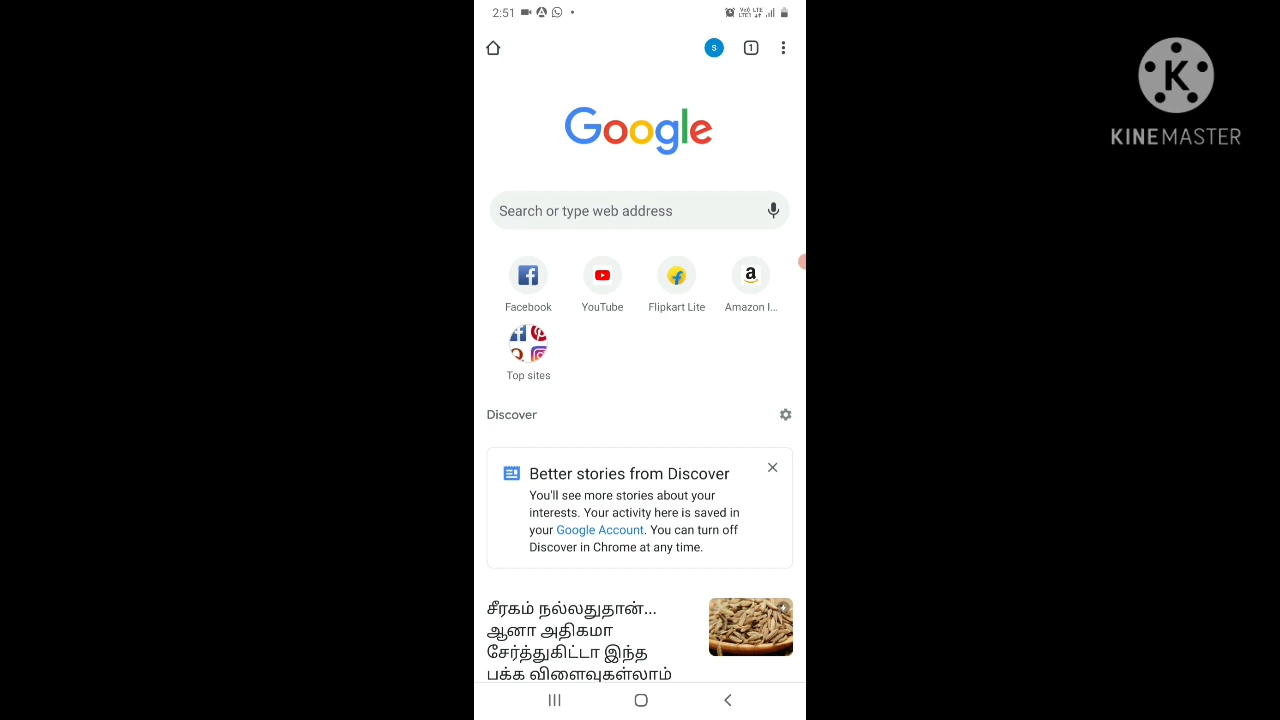 2:51
KINEMASTER
Google
Search or type web address
Facebook
YouTube
Flipkart Lite
Amazon I...
Top sites
Discover
Better stories from Discover
You'll see more stories about your
interests. Your activity here is saved in
your Google Account. You can turn off
Discover in Chrome at any time.
சீரகம் நல்லதுதான்...
ஆனா அதிகமா
சேர்த்துகிட்டா இந்த
பக்க விளைவுகள்லாம்